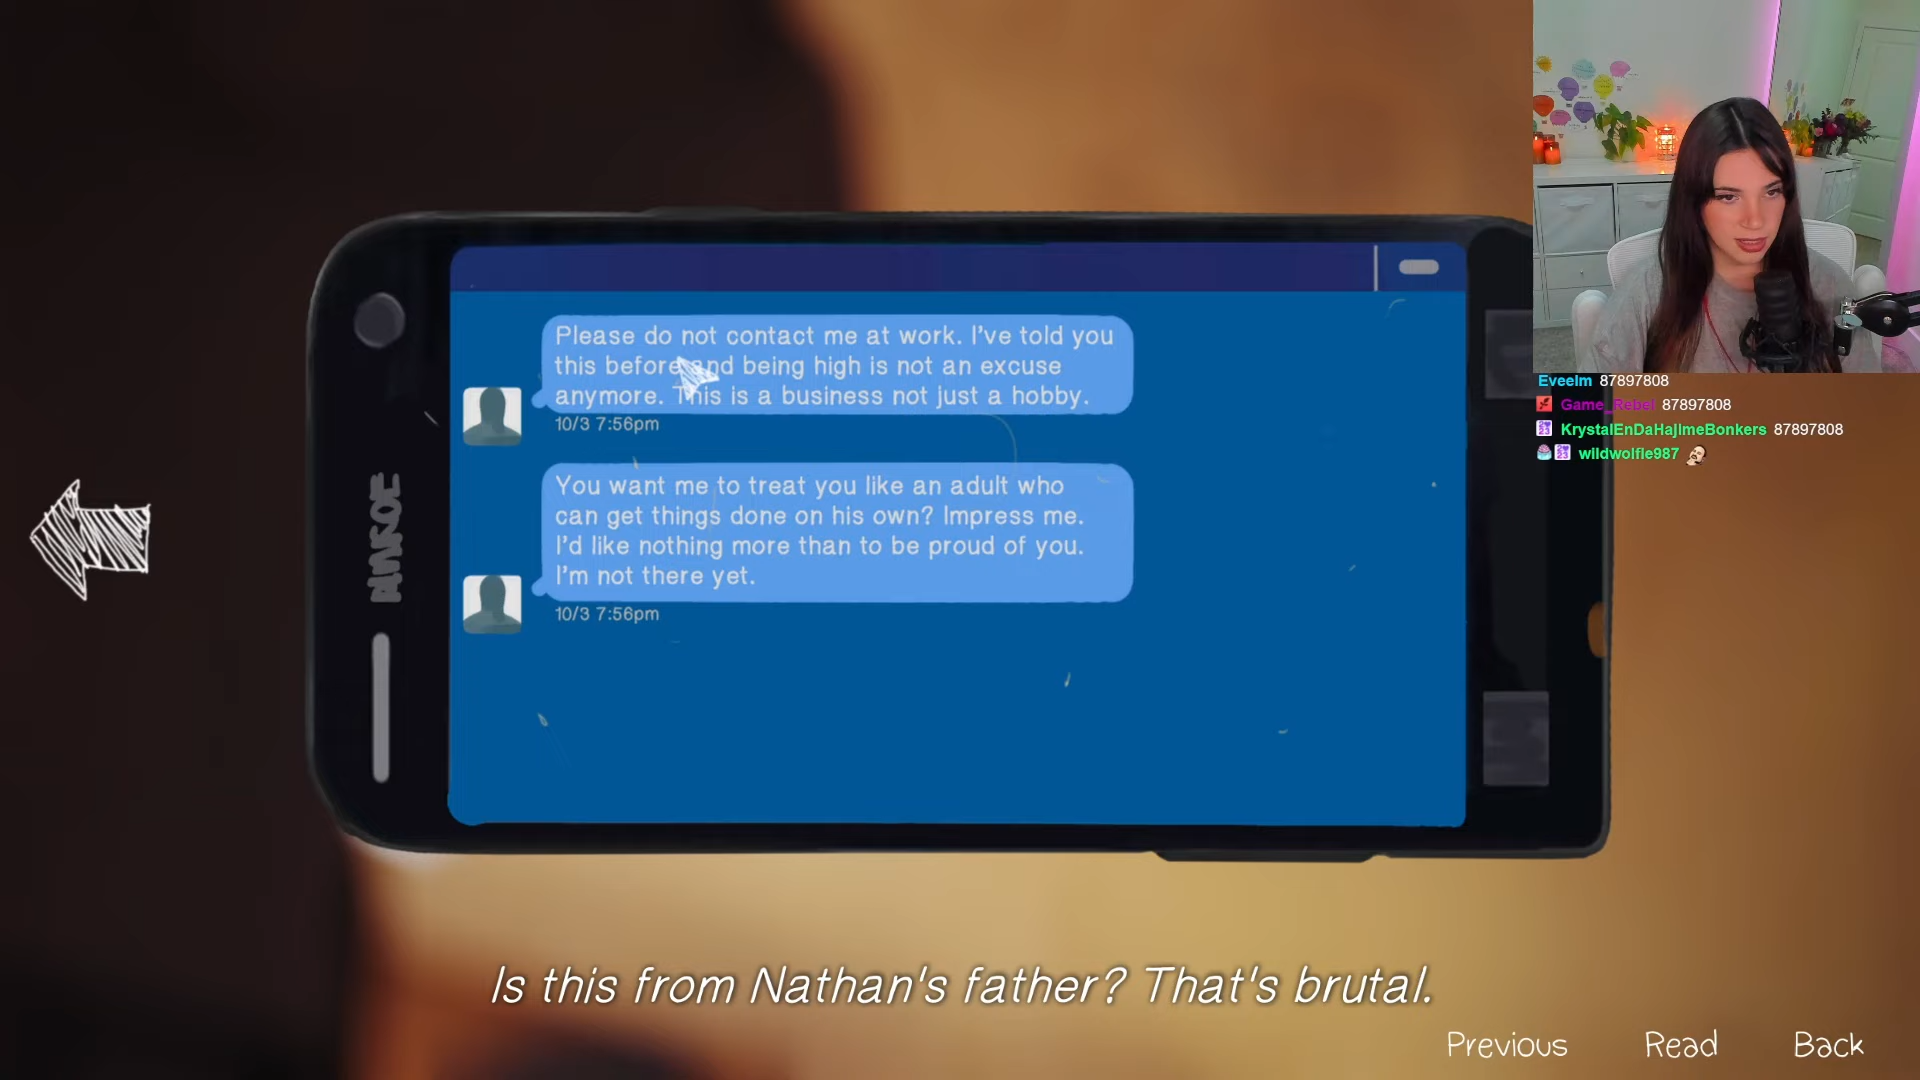 Please do not contact me at work. I've told you
this before and being high is not an excuse
anymore. This is a business not just a hobby.
10/3 7:56pm
You want me to treat you like an adult who
can get things done on his own? Impress me.
I'd like nothing more than to be proud of you.
I'm not there yet.
10/3 7:56pm
Eveelm 87897808
Game_Rebel 87897808
KrystalEnDaHajimeBonkers 87897808
wildwolfie987
Is this from Nathan's father? That's brutal.
Previous
Read
Back